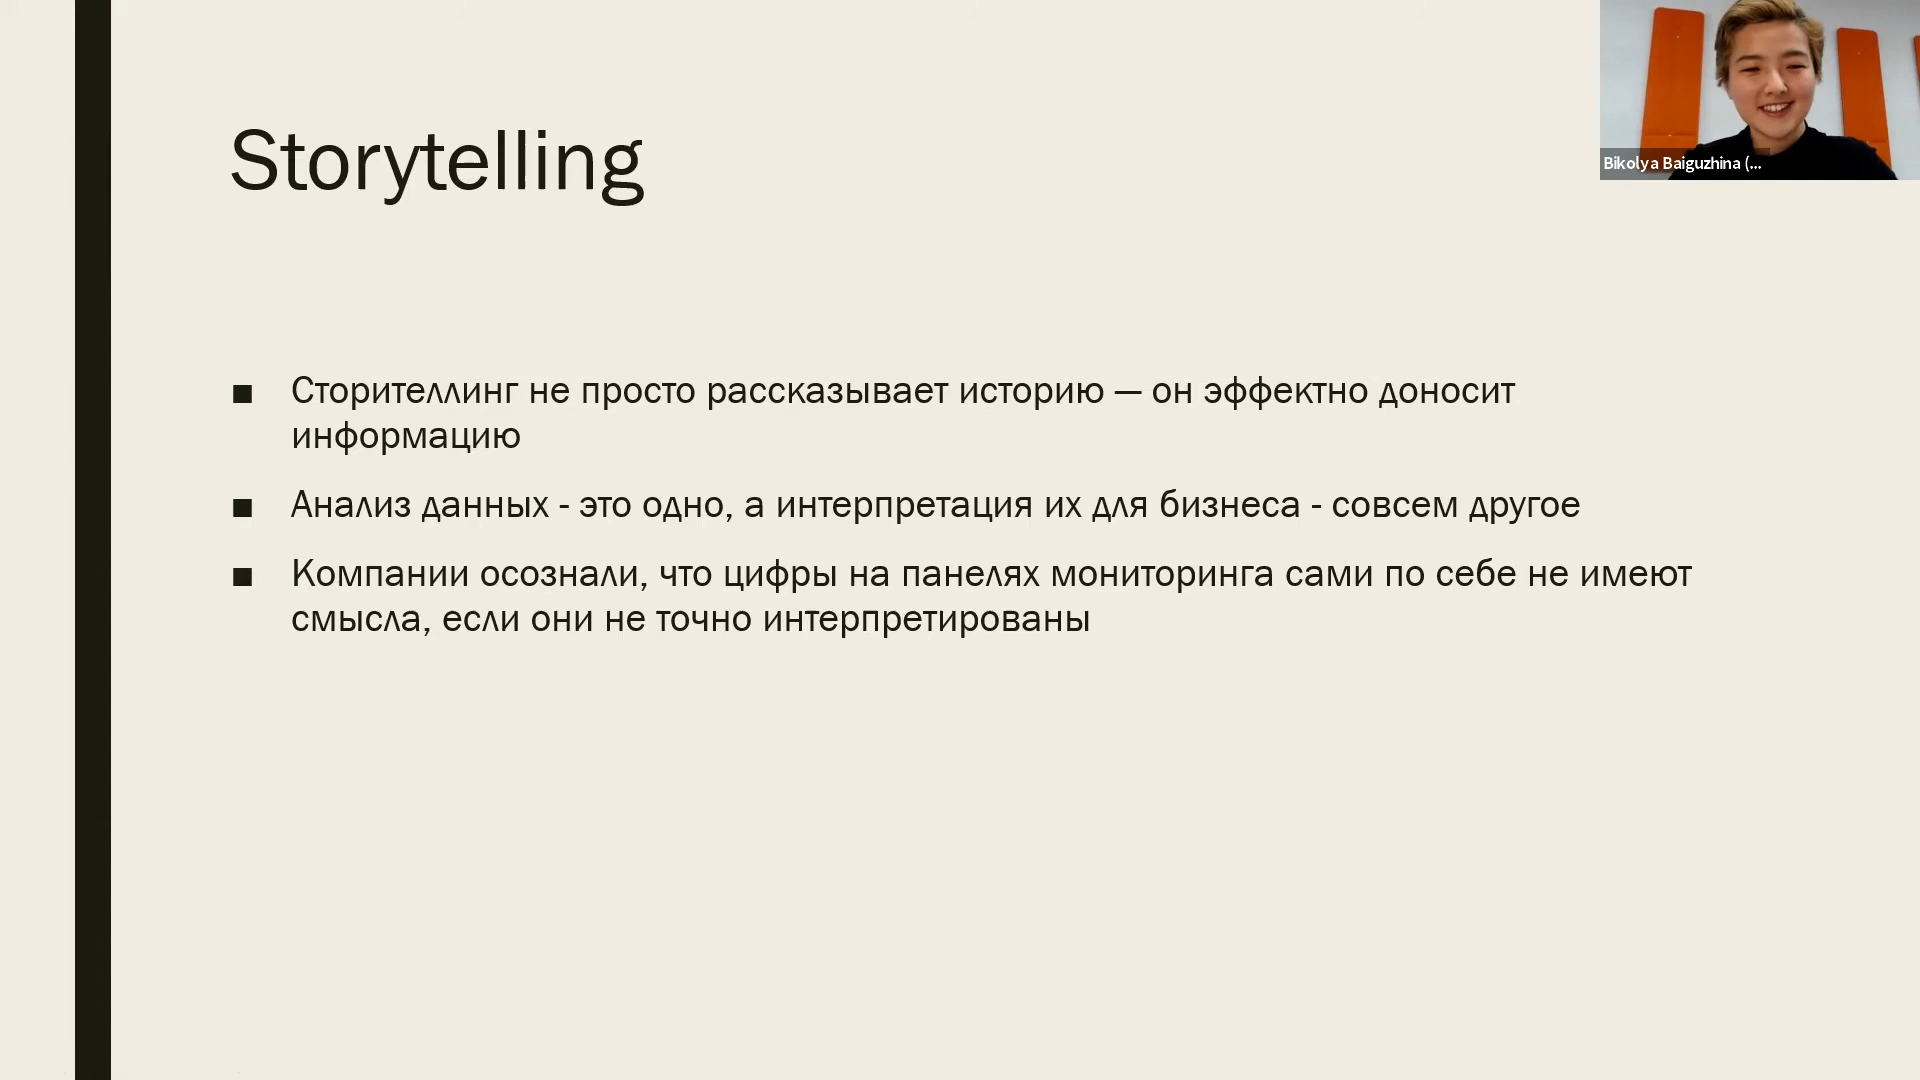 Storytelling
Bikolya Baiguzhina (...
■ Сторителлинг не просто рассказывает историю — он эффектно доносит
информацию
■ Анализ данных - это одно, а интерпретация их для бизнеса - совсем другое
■ Компании осознали, что цифры на панелях мониторинга сами по себе не имеют
смысла, если они не точно интерпретированы